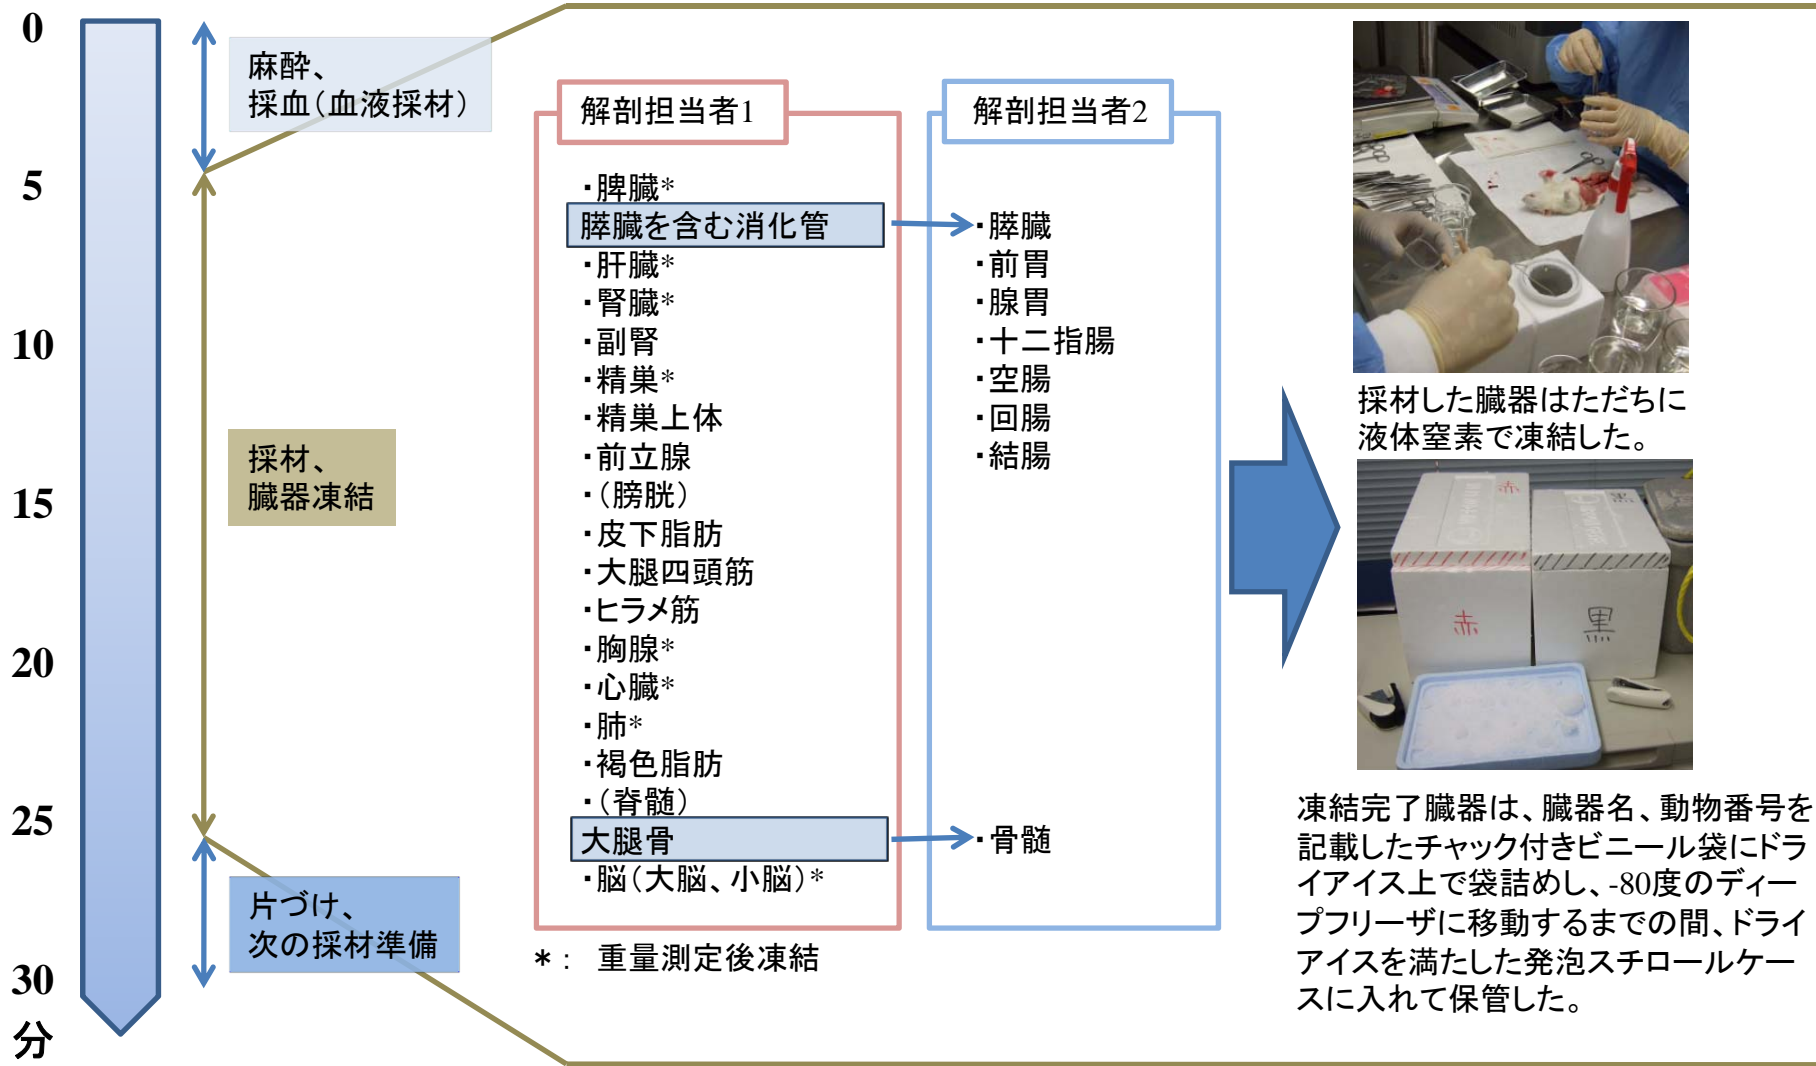 0
5
10
15
20
25
30
分
麻酔、
採血（血液採材）
採材、
臓器凍結
片づけ、
次の採材準備
解剖担当者1
・脾臓*
膵臓を含む消化管
・肝臓*
・腎臓*
・副腎
・精巣*
・精巣上体
・前立腺
・（膀胱）
・皮下脂肪
・大腿四頭筋
・ヒラメ筋
・胸腺*
・心臓*
・肺*
・褐色脂肪
・（脊髄）
大腿骨
・脳（大脳、小脳）*
*： 重量測定後凍結
解剖担当者2
・膵臓
・前胃
・腺胃
・十二指腸
・空腸
・回腸
・結腸
・骨髄
採材した臓器はただちに
液体窒素で凍結した。
赤
赤
黒
凍結完了臓器は、臓器名、動物番号を
記載したチャック付きビニール袋にドラ
イアイス上で袋詰めし、-80度のディー
プフリーザに移動するまでの間、ドライ
アイスを満たした発泡スチロールケー
スに入れて保管した。